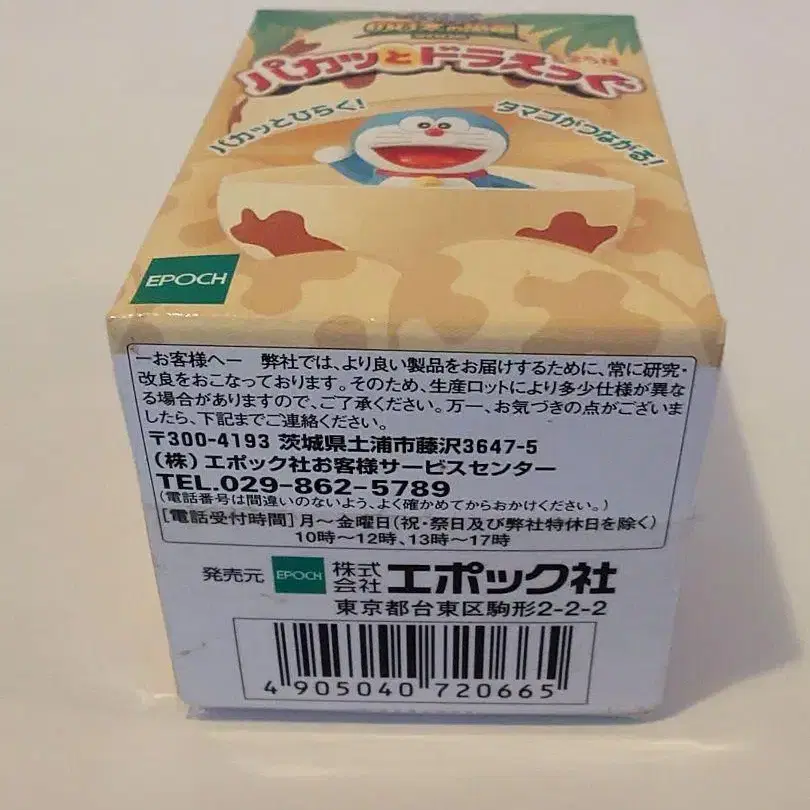 パカッとドラえっぐ
全5種
パカッとひらく!
タマゴがつながる!
EPOCH
ーお客様へー 弊社では、より良い製品をお届けするために、常に研究・
改良をおこなっております。そのため、生産ロットにより多少仕様が異な
る場合がありますので、ご了承ください。万一、お気づきの点がございま
したら、下記までご連絡ください。
〒300-4193 茨城県土浦市藤沢3647-5
(株)エポック社お客様サービスセンター
TEL.029-862-5789
(電話番号は間違いのないよう、よく確かめてからおかけください。)
[電話受付時間]月〜金曜日(祝・祭日及び弊社特休日を除く)
10時〜12時、13時〜17時
発売元 EPOCH 株式会社 エポック社
東京都台東区駒形2-2-2
4 905040 720665